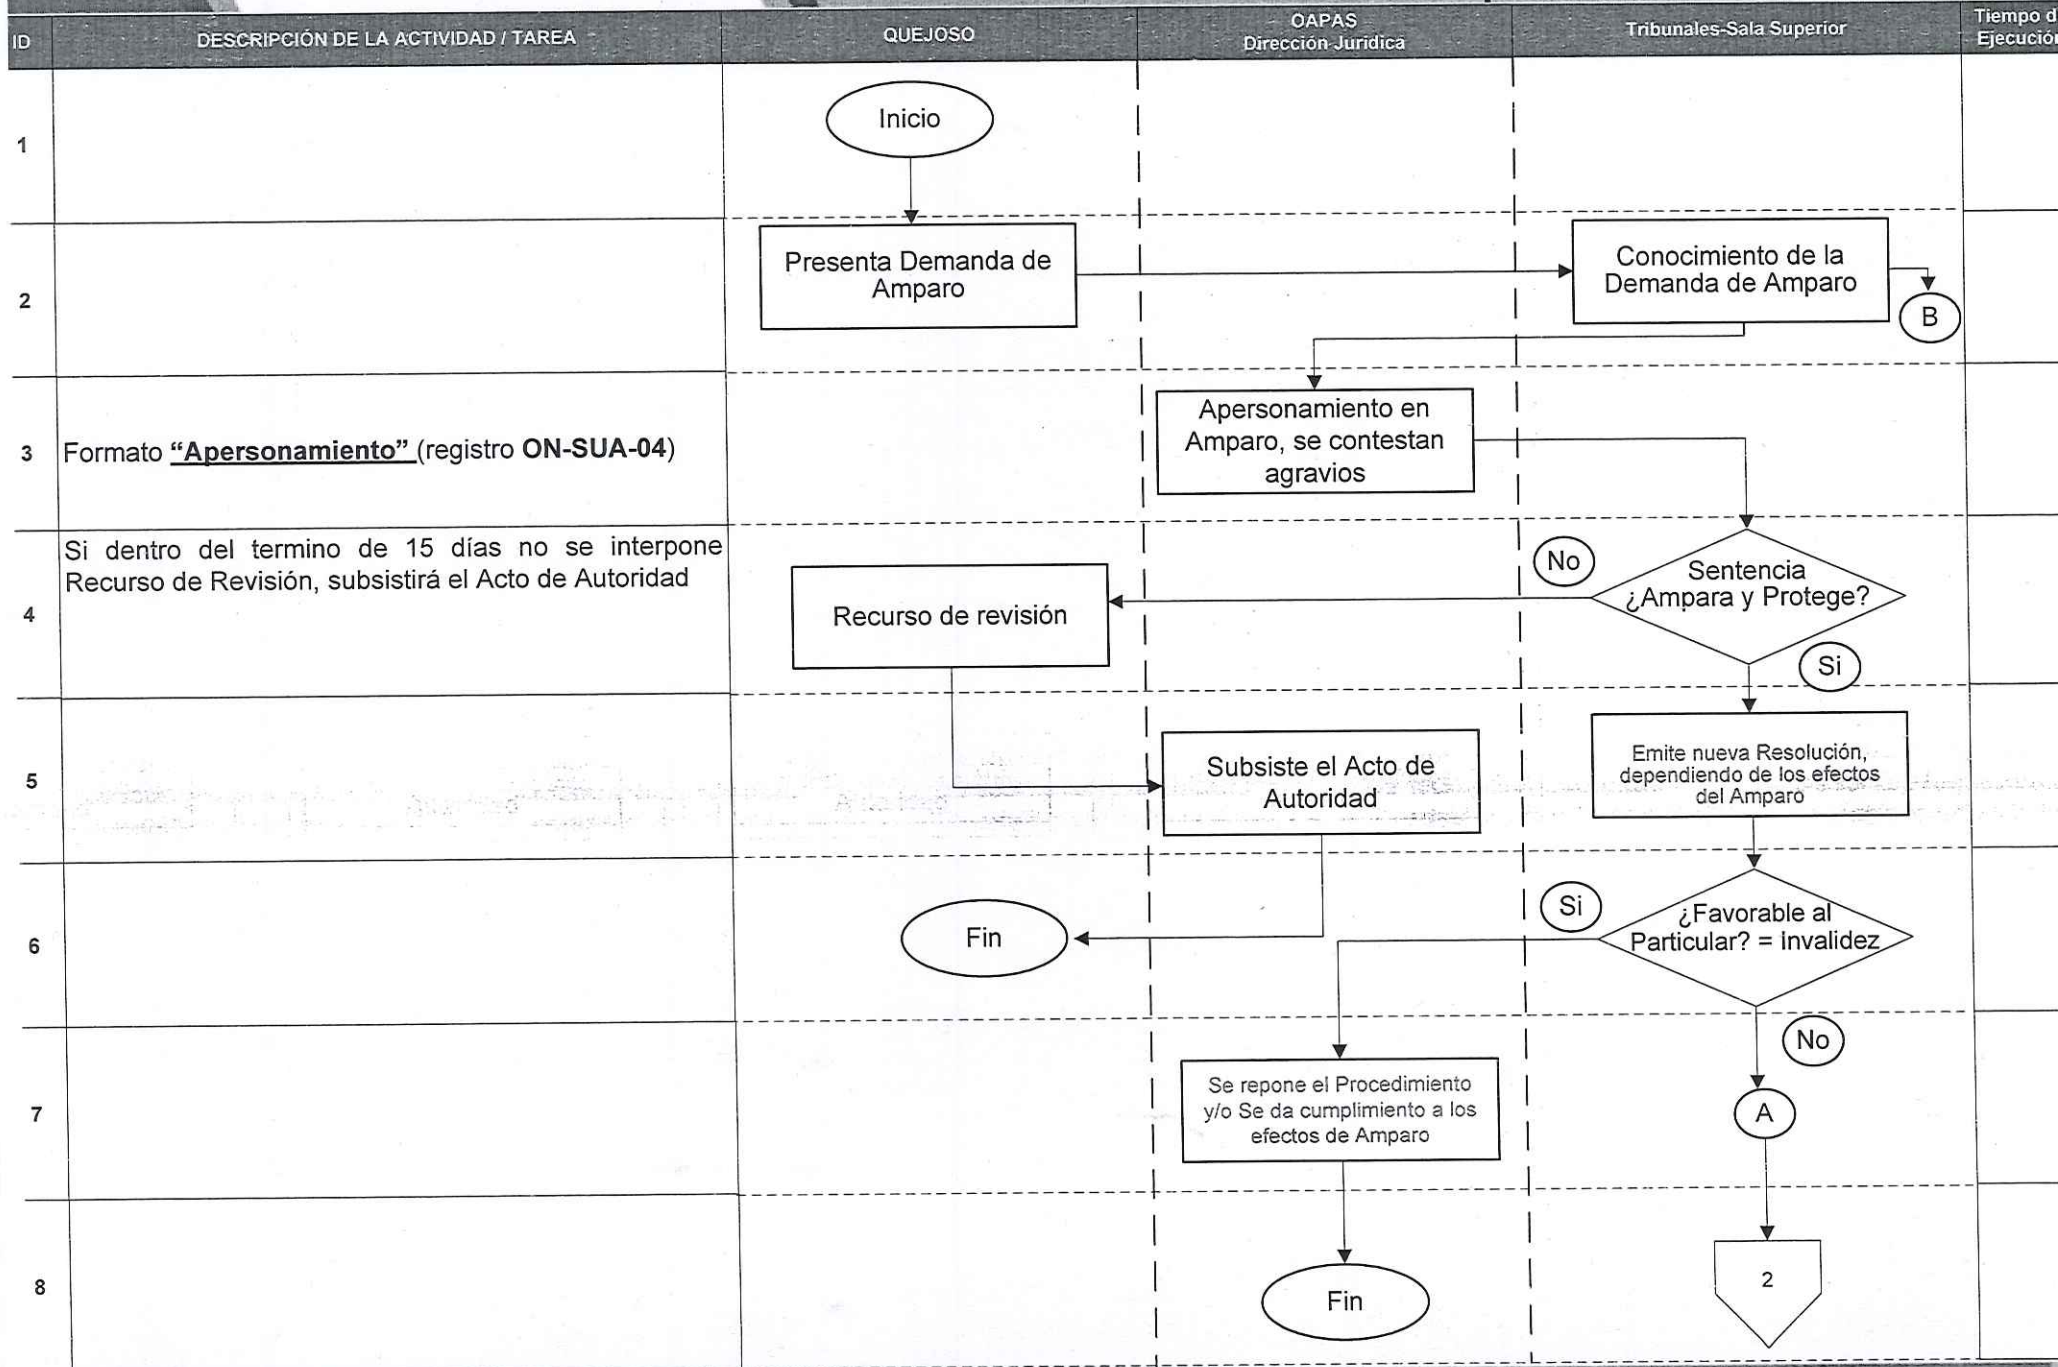 ID
DESCRIPCIÓN DE LA ACTIVIDAD / TAREA
QUEJOSO
OAPAS
Dirección Jurídica
Tribunales-Sala Superior
Tiempo d
Ejecución
1
Inicio
2
Presenta Demanda de
Amparo
Conocimiento de la
Demanda de Amparo
B
3
Formato “Apersonamiento” (registro ON-SUA-04)
Apersonamiento en
Amparo, se contestan
agravios
4
Si dentro del termino de 15 días no se interpone
Recurso de Revisión, subsistirá el Acto de Autoridad
Recurso de revisión
No
Sentencia
¿Ampara y Protege?
Si
5
Subsiste el Acto de
Autoridad
Emite nueva Resolución,
dependiendo de los efectos
del Amparo
6
Fin
Si
¿Favorable al
Particular? = Invalidez
No
7
Se repone el Procedimiento
y/o Se da cumplimiento a los
efectos de Amparo
A
8
Fin
2